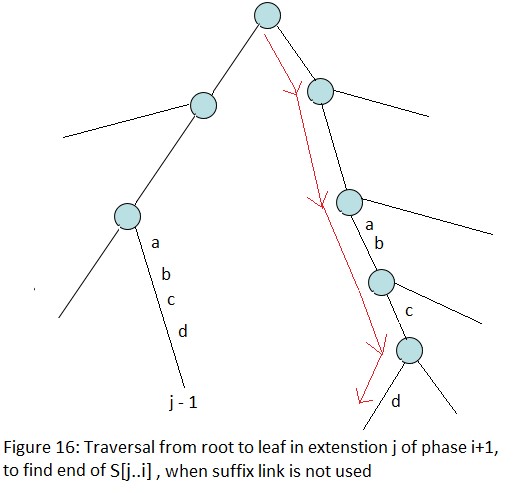 a
b
a
b
c
c
d
j - 1
d
Figure 16: Traversal from root to leaf in extenstion j of phase i+1,
to find end of S[j..i] , when suffix link is not used